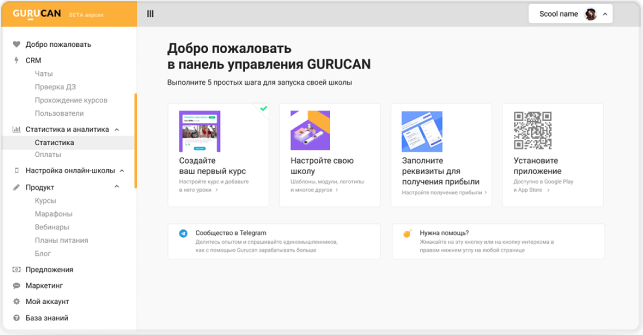 GURUCAN БЕТА версия
Scool name
Добро пожаловать
CRM
Чаты
Прверка ДЗ
Прохождение курсов
Пользователи
Статистика и аналитика
Статистика
Оплаты
Настройка онлайн-школы
Продукт
Курсы
Марафоны
Вебинары
Планы питания
Блог
Предложения
Маркетинг
Мой аккаунт
База знаний
Добро пожаловать
в панель управления GURUCAN
Выполните 5 простых шага для запуска своей школы
Создайте
ваш первый курс
Настройте курс и добавьте
в него уроки >
Настройте свою
школу
Шаблоны, модули, логотипы
и многое другое >
Заполните
реквизиты для
получения прибыли
Настройте получение прибыли >
Установите
приложение
Доступно в Google Play
и App Store >
Сообщество в Telegram
Делитесь опытом и спрашивайте единомышленников,
как с помощью Gurucan зарабатывать больше
Нужна помощь?
Жмакайте на эту кнопку или на кнопку интеркома в
правом нижнем углу на любой странице